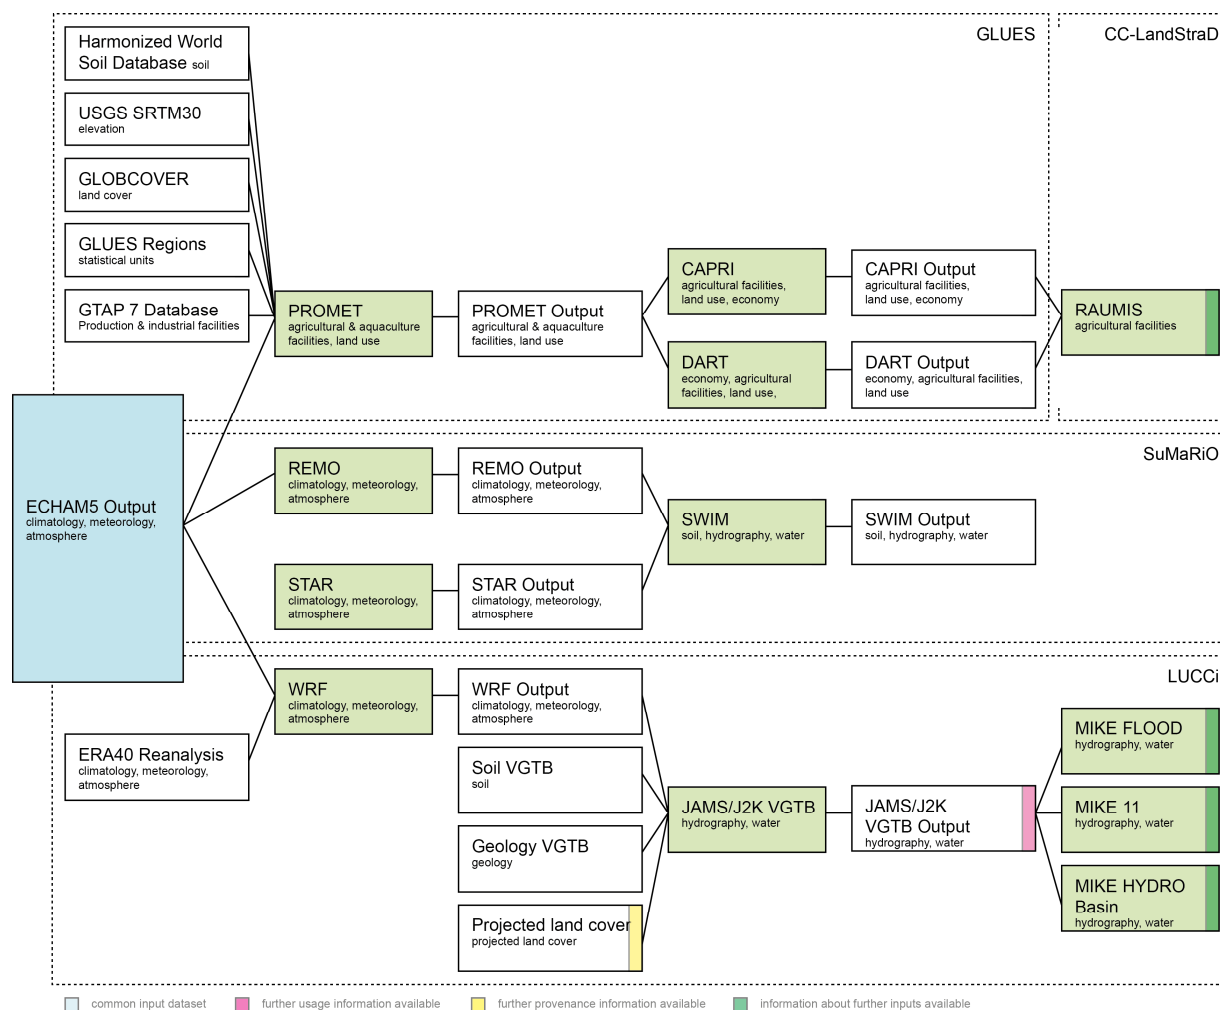 GLUES
CC-LandStraD
Harmonized World
Soil Database soil
USGS SRTM30
elevation
GLOBCOVER
land cover
GLUES Regions
statistical units
GTAP 7 Database
Production & industrial facilities
PROMET
agricultural & aquaculture
facilities, land use
PROMET Output
agricultural & aquaculture
facilities, land use
CAPRI
agricultural facilities,
land use, economy
CAPRI Output
agricultural facilities,
land use, economy
DART
economy, agricultural
facilities, land use,
DART Output
economy, agricultural facilities,
land use
RAUMIS
agricultural facilities
ECHAM5 Output
climatology, meteorology,
atmosphere
SuMaRiO
REMO
climatology, meteorology,
atmosphere
REMO Output
climatology, meteorology,
atmosphere
STAR
climatology, meteorology,
atmosphere
STAR Output
climatology, meteorology,
atmosphere
SWIM
soil, hydrography, water
SWIM Output
soil, hydrography, water
LUCCi
WRF
climatology, meteorology,
atmosphere
WRF Output
climatology, meteorology,
atmosphere
ERA40 Reanalysis
climatology, meteorology,
atmosphere
Soil VGTB
soil
Geology VGTB
geology
Projected land cover
projected land cover
JAMS/J2K VGTB
hydrography, water
JAMS/J2K
VGTB Output
hydrography, water
MIKE FLOOD
hydrography, water
MIKE 11
hydrography, water
MIKE HYDRO
Basin
hydrography, water
common input dataset
further usage information available
further provenance information available
information about further inputs available